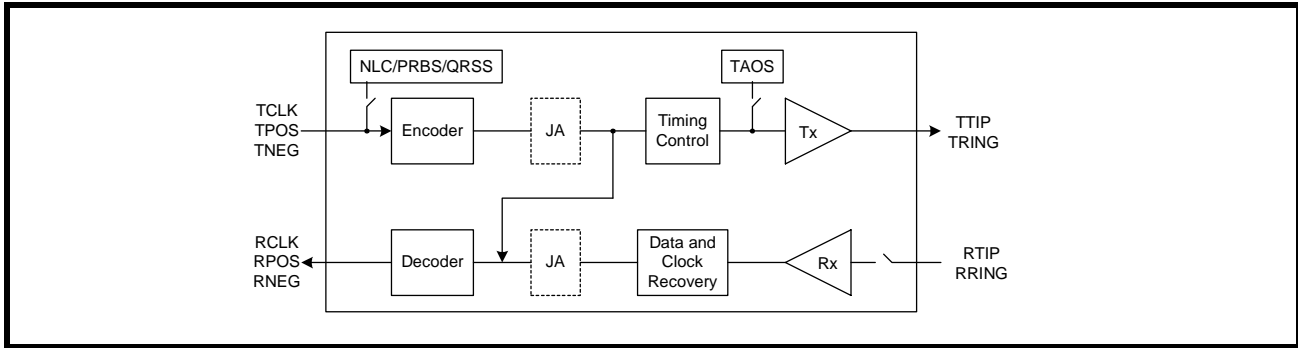 NLC/PRBS/QRSS
TAOS
TCLK
TPOS
TNEG
Encoder
JA
Timing
Control
Tx
TTIP
TRING
RCLK
RPOS
RNEG
Decoder
JA
Data and
Clock
Recovery
Rx
RTIP
RRING